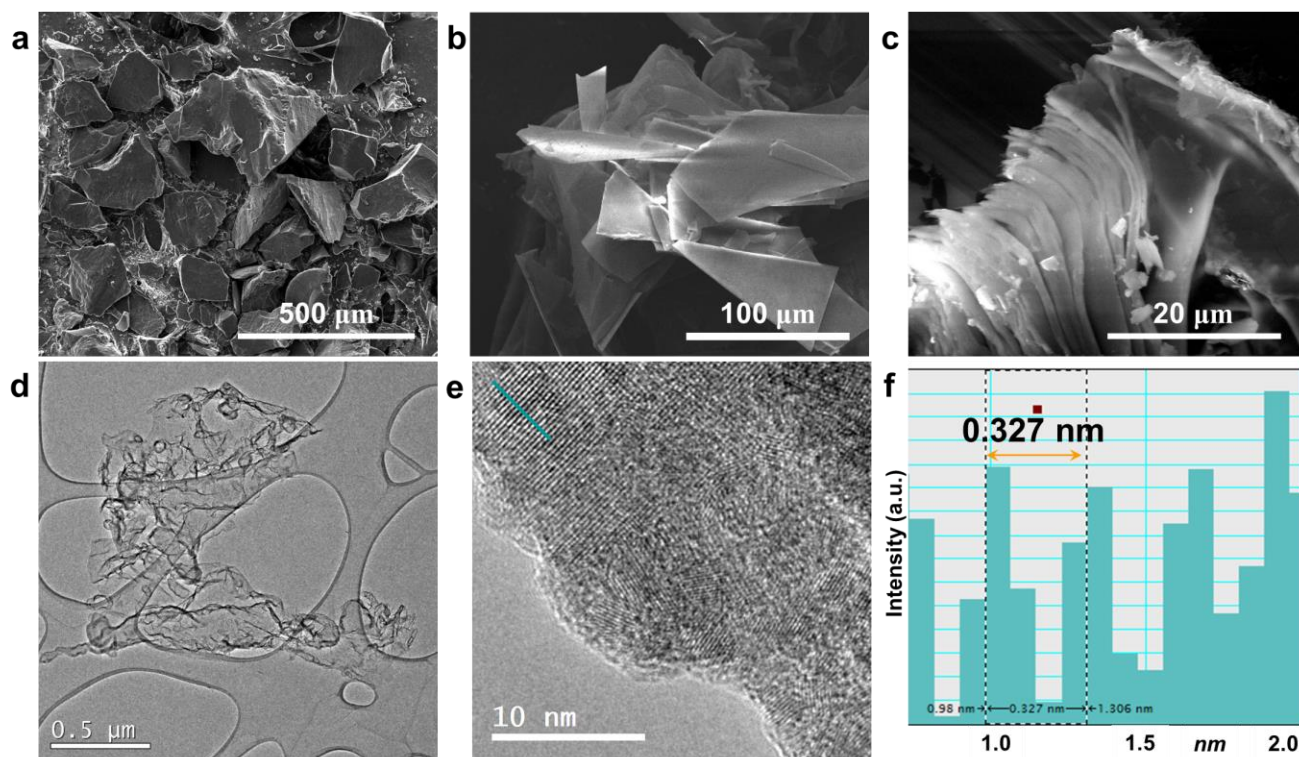 a
500 μm
b
100 μm
c
20 μm
d
0.5 μm
e
10 nm
f
0.327 nm
Intensity (a.u.)
0.98 nm
0.327 nm
1.306 nm
1.0
1.5
nm
2.0